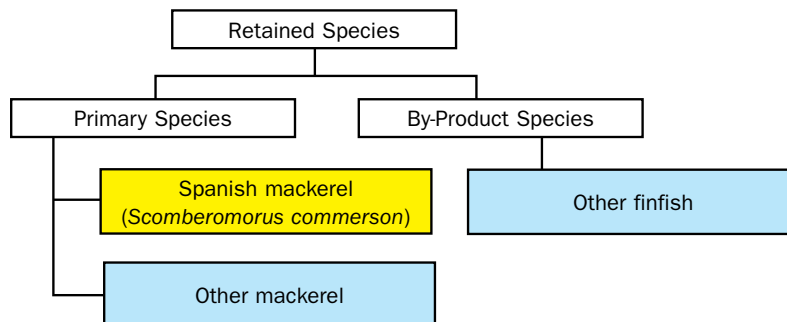 Retained Species
Primary Species
By-Product Species
Spanish mackerel
(Scomberomorus commerson)
Other finfish
Other mackerel